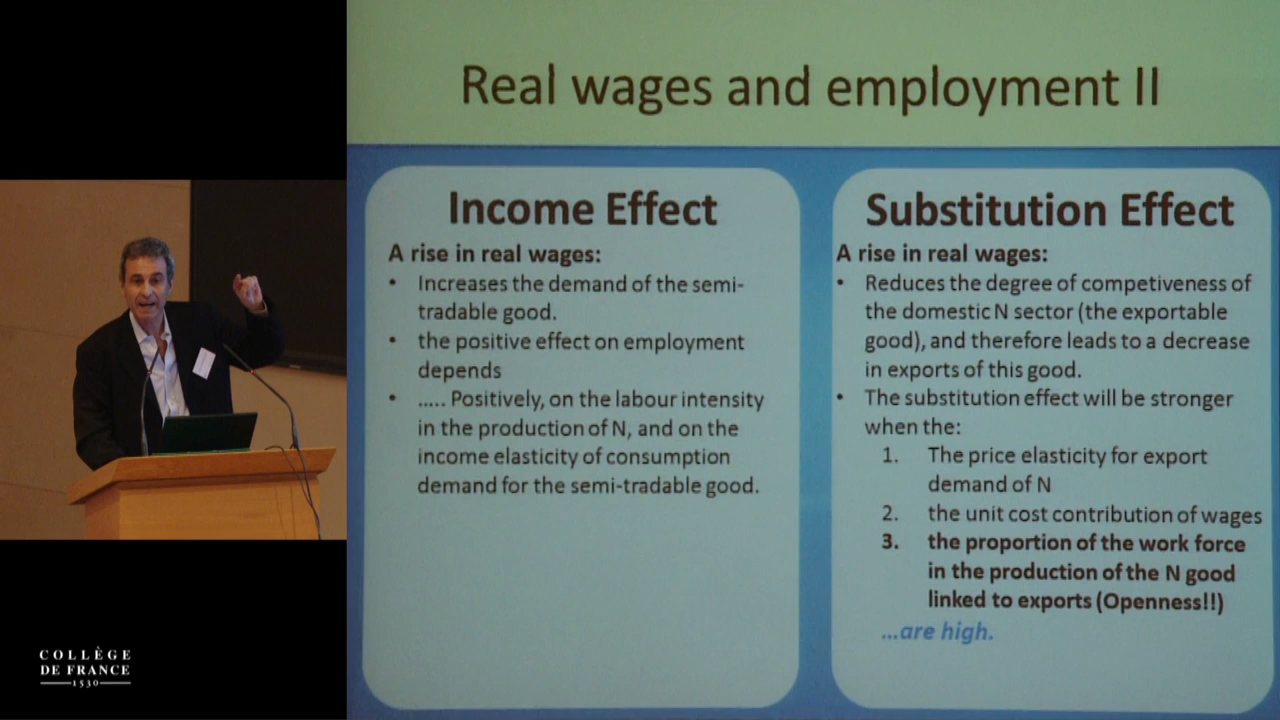 Real wages and employment II
Income Effect
A rise in real wages:
• Increases the demand of the semi-
tradable good.
• the positive effect on employment
depends
• ..... Positively, on the labour intensity
in the production of N, and on the
income elasticity of consumption
demand for the semi-tradable good.
Substitution Effect
A rise in real wages:
• Reduces the degree of competiveness of
the domestic N sector (the exportable
good), and therefore leads to a decrease
in exports of this good.
• The substitution effect will be stronger
when the:
1. The price elasticity for export
demand of N
2. the unit cost contribution of wages
3. the proportion of the work force
in the production of the N good
linked to exports (Openness!!)
...are high.
COLLÈGE
DE FRANCE
1530